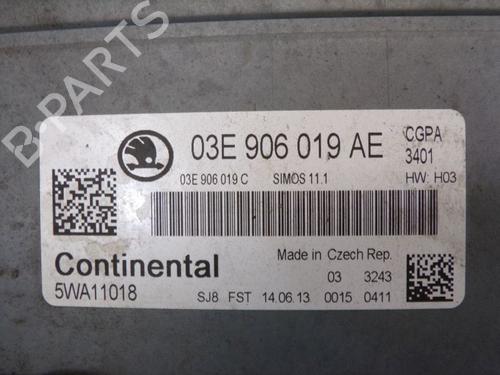 B-PARTS
03E 906 019 AE
CGPA
3401
03E 906 019 C SIMOS 11.1
HW: H03
Continental
Made in Czech Rep.
5WA11018
03 3243
SJ8 FST 14.06.13 0015 0411